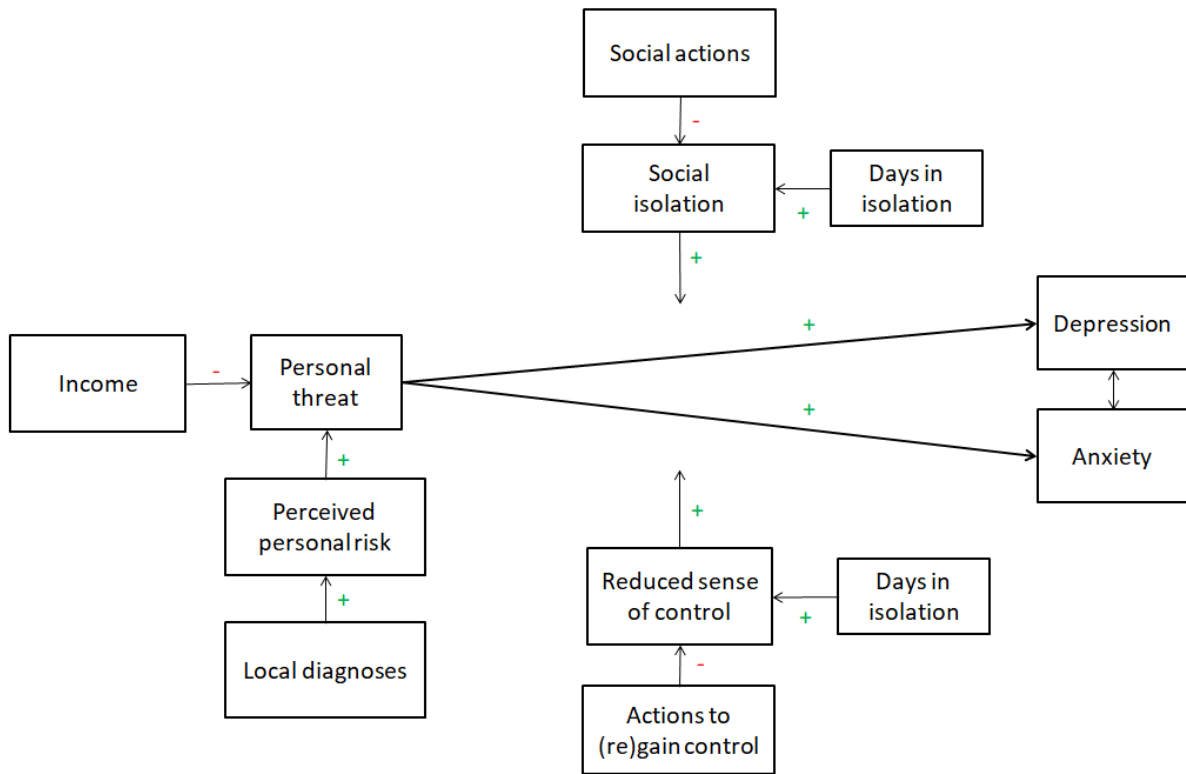 Social actions
-
Social
isolation
Days in
isolation
+
+
Depression
+
Income
-
Personal
threat
+
Anxiety
+
Perceived
personal risk
+
Reduced sense
of control
Days in
isolation
+
+
Local diagnoses
-
Actions to
(re)gain control